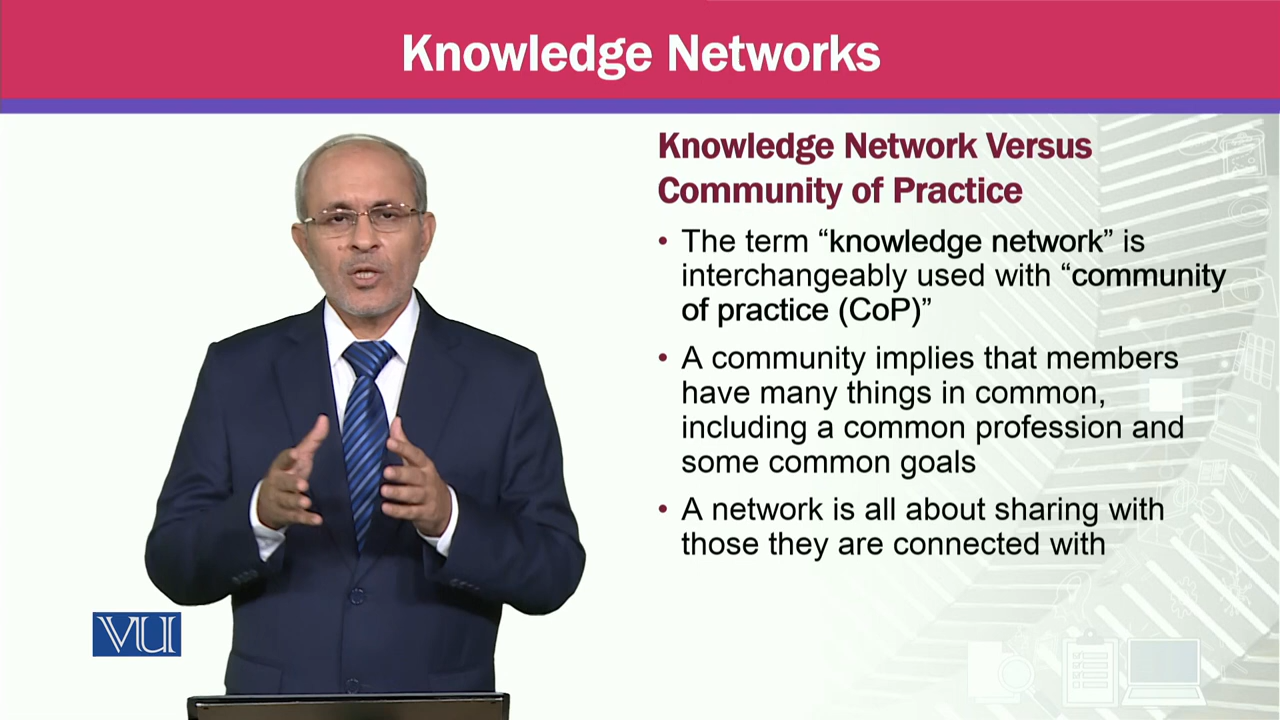 Knowledge Networks
Knowledge Network Versus
Community of Practice
• The term “knowledge network” is
interchangeably used with “community
of practice (CoP)”
• A community implies that members
have many things in common,
including a common profession and
some common goals
• A network is all about sharing with
those they are connected with
VU